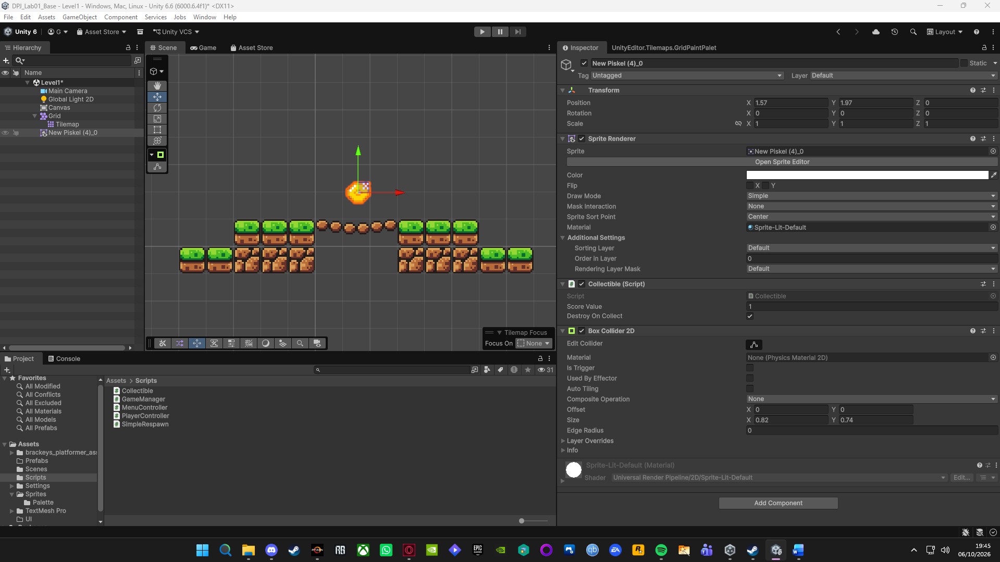 DPJ_Lab01_Base - Level1 - Windows, Mac, Linux - Unity 6.6 (6000.6.4f1)* <DX11>
File Edit Assets GameObject Component Services Jobs Window Help
Unity 6 G Asset Store Unity VCS Layout
Hierarchy
Name
Level1*
Main Camera
Global Light 2D
Canvas
Grid
Tilemap
New Piskel (4)_0
Scene Game Asset Store
Tilemap Focus
Focus On None
Inspector UnityEditor.Tilemaps.GridPaintPalet
New Piskel (4)_0 Static
Tag Untagged Layer Default
Transform
Position X 1.57 Y 1.97 Z 0
Rotation X 0 Y 0 Z 0
Scale X 1 Y 1 Z 1
Sprite Renderer
Sprite New Piskel (4)_0
Open Sprite Editor
Color
Flip X Y
Draw Mode Simple
Mask Interaction None
Sprite Sort Point Center
Material Sprite-Lit-Default
Additional Settings
Sorting Layer Default
Order in Layer 0
Rendering Layer Mask Default
# Collectible (Script)
Script Collectible
Score Value 1
Destroy On Collect
Box Collider 2D
Edit Collider
Material None (Physics Material 2D)
Is Trigger
Used By Effector
Auto Tiling
Composite Operation None
Offset X 0 Y 0
Size X 0.82 Y 0.74
Edge Radius 0
Layer Overrides
Info
Sprite-Lit-Default (Material)
Shader Universal Render Pipeline/2D/Sprite-Lit-Default Edit...
Add Component
Project Console
31
Favorites
All Modified
All Conflicts
All Excluded
All Materials
All Models
All Prefabs
Assets
brackeys_platformer_ass
Prefabs
Scenes
Scripts
Settings
Sprites
Palette
TextMesh Pro
UI
Assets > Scripts
# Collectible
# GameManager
# MenuController
# PlayerController
# SimpleRespawn
RYZEN EPIC GAMES qb EA R W
19:45
06/10/2026